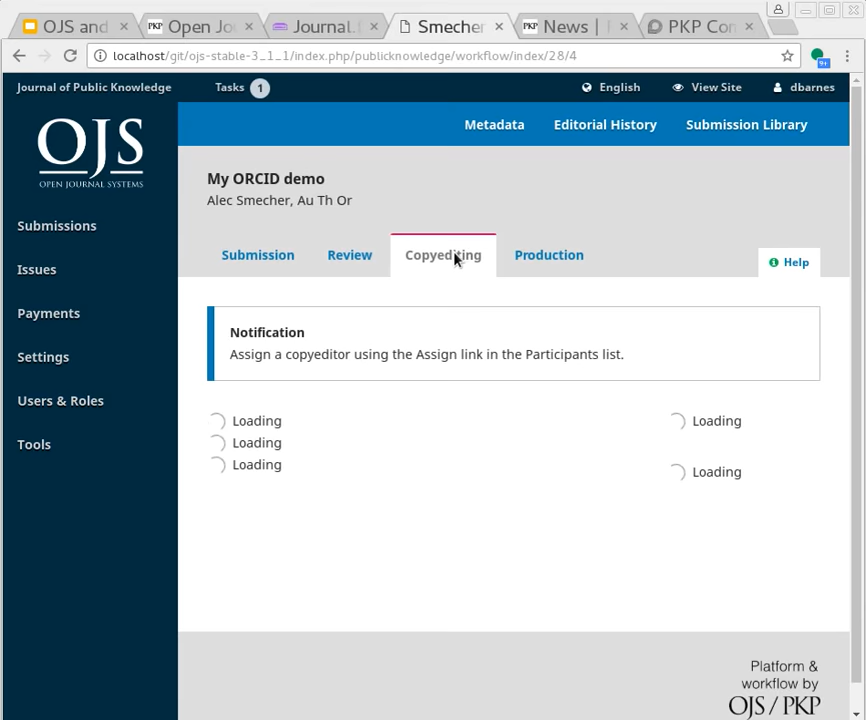 OJS and
Open Jo
Journal.
Smecher
News |
PKP Com
localhost/git/ojs-stable-3_1_1/index.php/publicknowledge/workflow/index/28/4
9+
Journal of Public Knowledge
Tasks 1
English
View Site
dbarnes
OJS
OPEN JOURNAL SYSTEMS
Metadata
Editorial History
Submission Library
My ORCID demo
Alec Smecher, Au Th Or
Submissions
Issues
Payments
Settings
Users & Roles
Tools
Submission
Review
Copyediting
Production
Help
Notification
Assign a copyeditor using the Assign link in the Participants list.
Loading
Loading
Loading
Loading
Loading
Platform &
workflow by
OJS / PKP